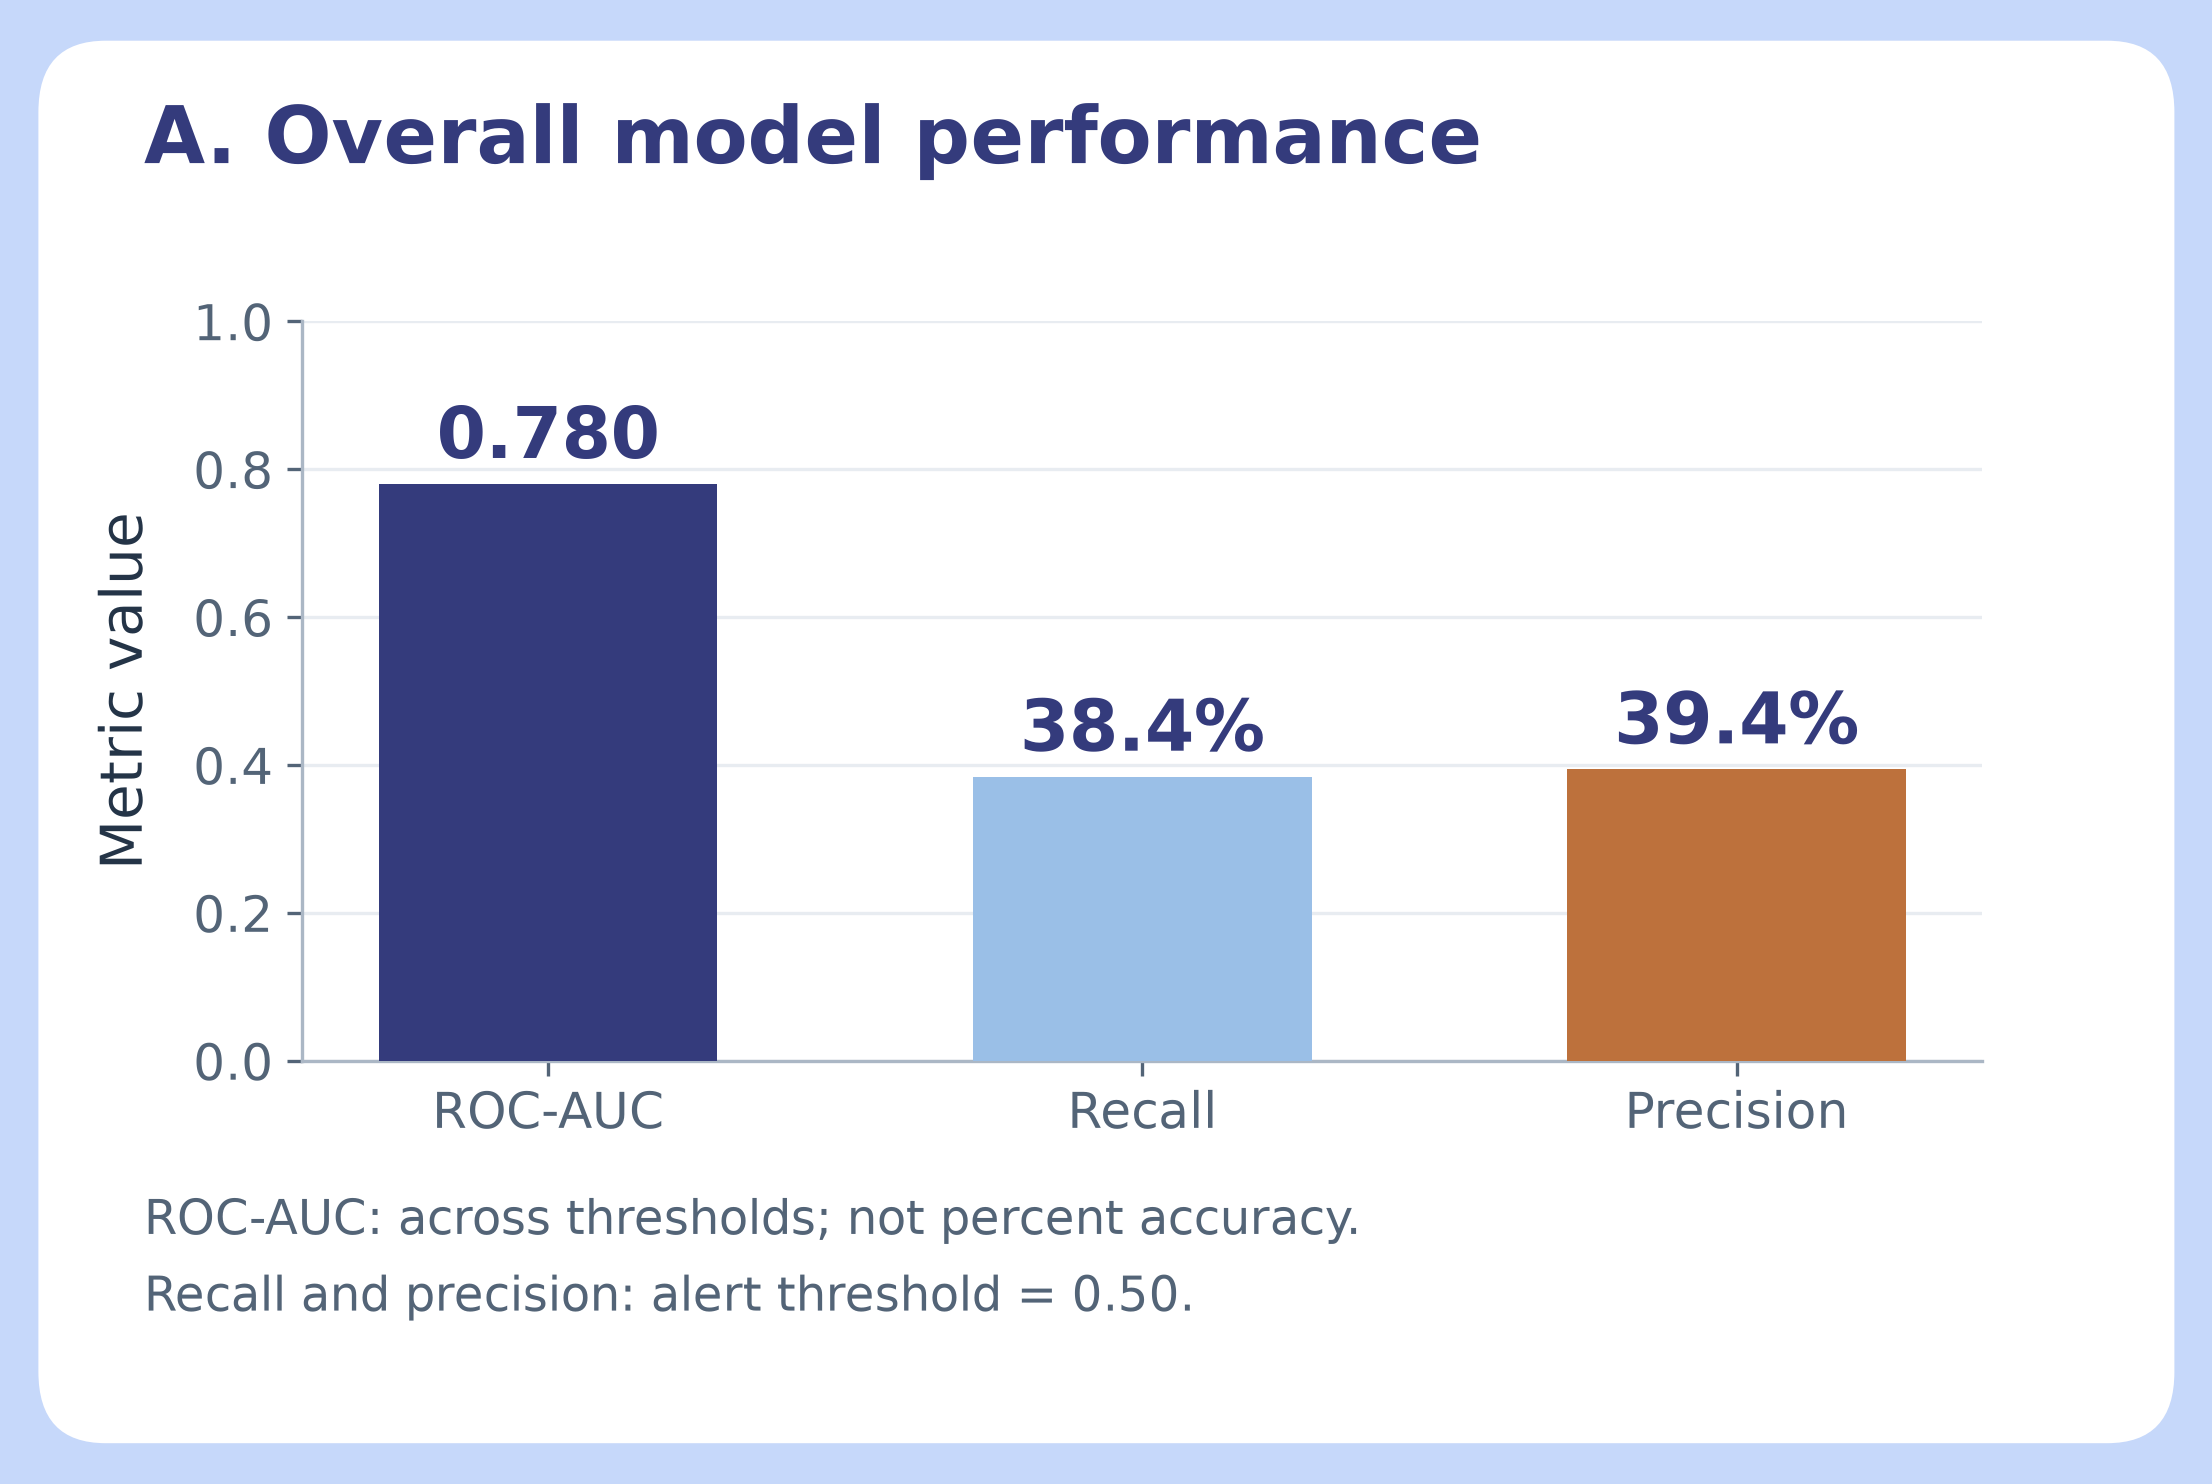 A. Overall model performance
1.0
0.780
0.8
Metric value
0.6
38.4%
39.4%
0.4
0.2
0.0
ROC-AUC
Recall
Precision
ROC-AUC: across thresholds; not percent accuracy.
Recall and precision: alert threshold = 0.50.